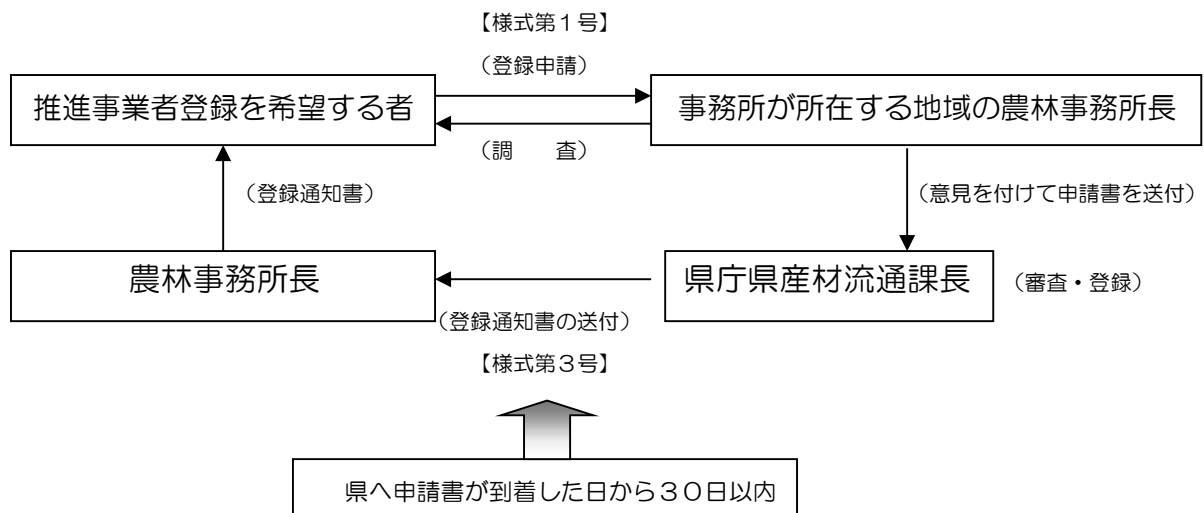 【様式第１号】
（登録申請）
推進事業者登録を希望する者
事務所が所在する地域の農林事務所長
（調　　査）
（登録通知書）
（意見を付けて申請書を送付）
農林事務所長
県庁県産材流通課長
（審査・登録）
（登録通知書の送付）
【様式第３号】
県へ申請書が到着した日から３０日以内